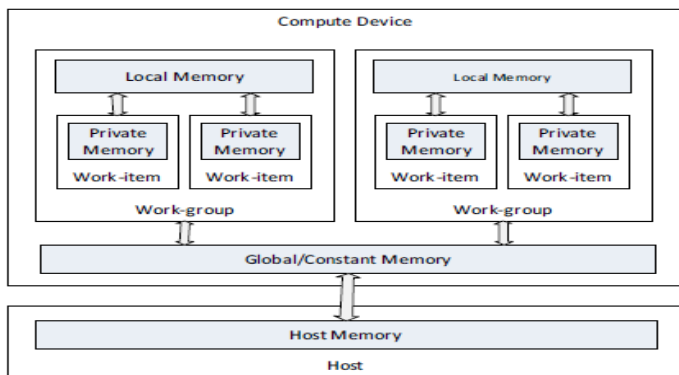 Compute Device
Local Memory
Local Memory
Private
Memory
Private
Memory
Private
Memory
Private
Memory
Work-item
Work-item
Work-item
Work-item
Work-group
Work-group
Global/Constant Memory
Host Memory
Host